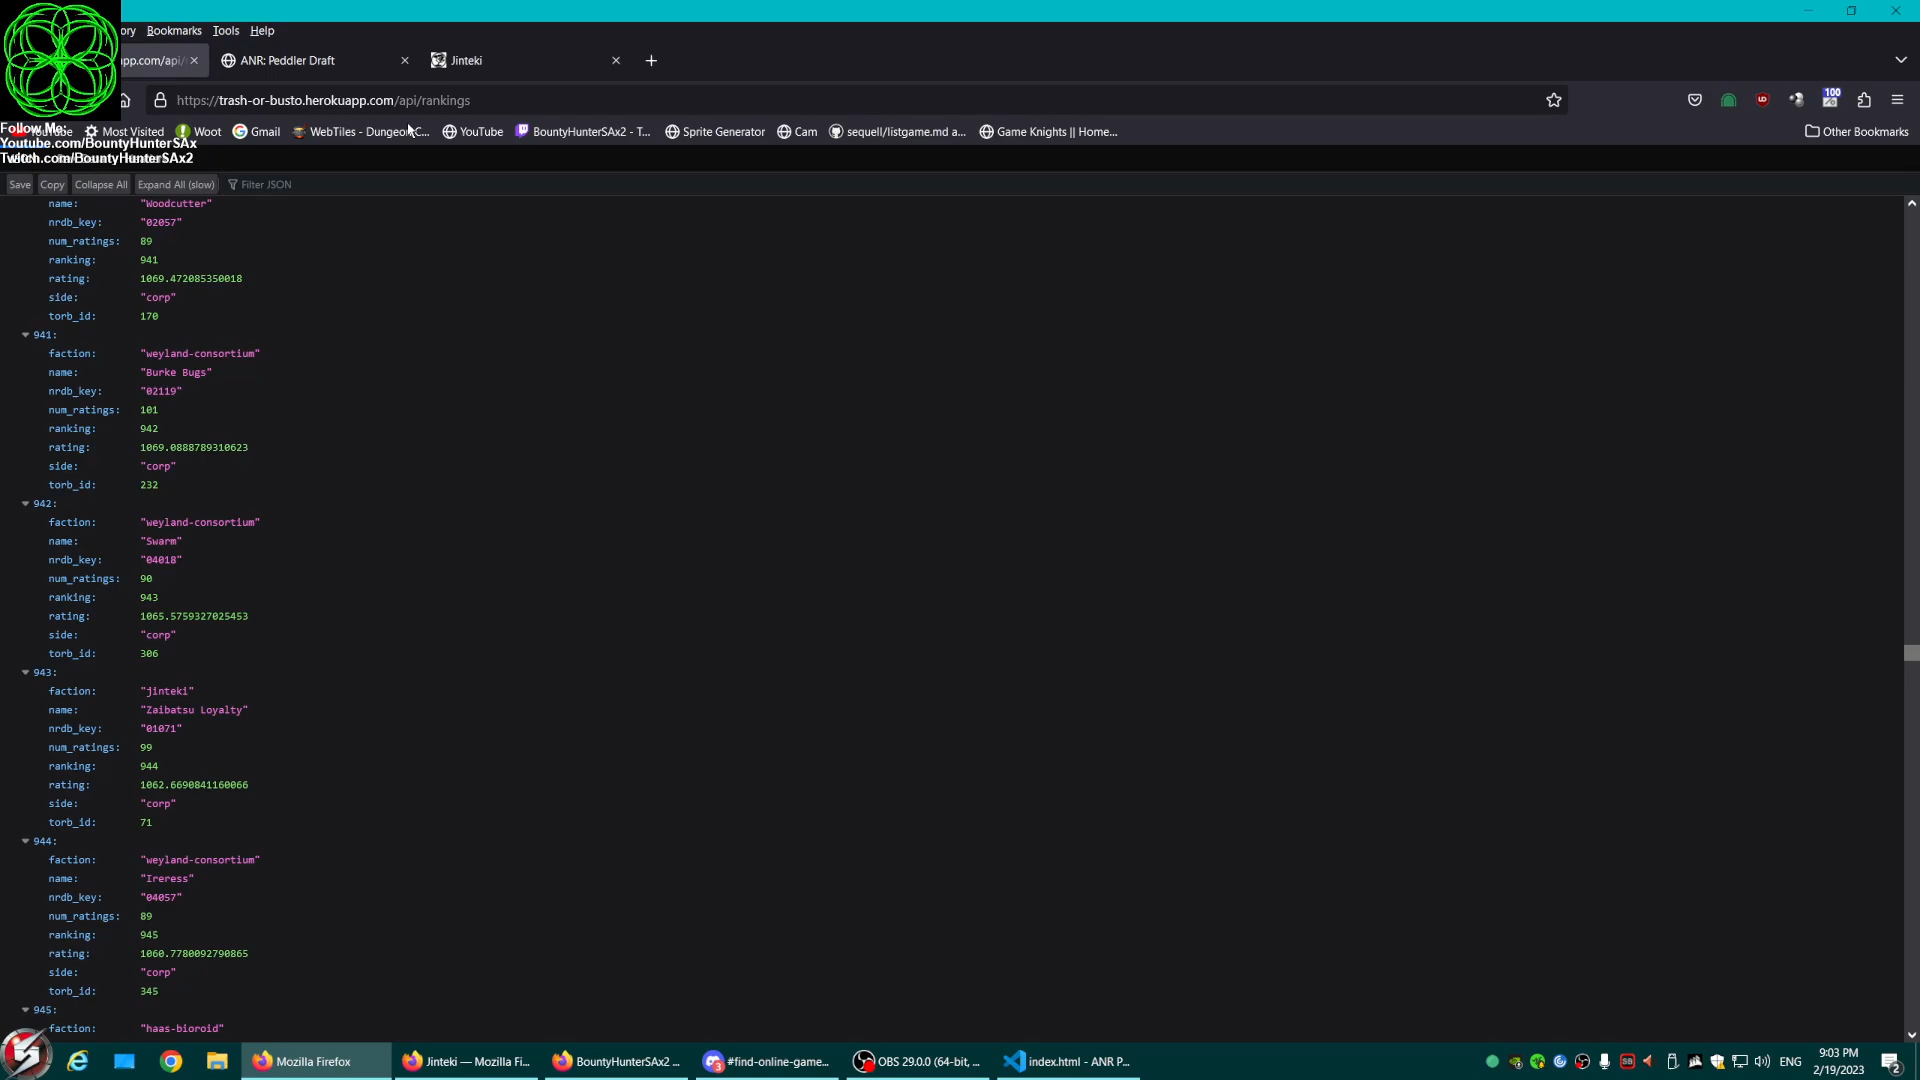 ory Bookmarks Tools Help
app.com/api/ ANR: Peddler Draft Jinteki
https://trash-or-busto.herokuapp.com/api/rankings
100
Follow Me:
YouTube Most Visited Woot Gmail WebTiles - Dungeon C... YouTube BountyHunterSAx2 - T... Sprite Generator Cam sequell/listgame.md a... Game Knights || Home... Other Bookmarks
Youtube.com/BountyHunterSAx
Twitch.com/BountyHunterSAx2
Save Copy Collapse All Expand All (slow) Filter JSON
name: "Woodcutter"
nrdb_key: "02057"
num_ratings: 89
ranking: 941
rating: 1069.472085350018
side: "corp"
torb_id: 170
941:
faction: "weyland-consortium"
name: "Burke Bugs"
nrdb_key: "02119"
num_ratings: 101
ranking: 942
rating: 1069.0888789310623
side: "corp"
torb_id: 232
942:
faction: "weyland-consortium"
name: "Swarm"
nrdb_key: "04018"
num_ratings: 90
ranking: 943
rating: 1065.5759327025453
side: "corp"
torb_id: 306
943:
faction: "jinteki"
name: "Zaibatsu Loyalty"
nrdb_key: "01071"
num_ratings: 99
ranking: 944
rating: 1062.6690841160066
side: "corp"
torb_id: 71
944:
faction: "weyland-consortium"
name: "Ireress"
nrdb_key: "04057"
num_ratings: 89
ranking: 945
rating: 1060.7780092790865
side: "corp"
torb_id: 345
945:
faction: "haas-bioroid"
Mozilla Firefox Jinteki — Mozilla Fi... BountyHunterSAx2 ... #find-online-game... OBS 29.0.0 (64-bit, ... index.html - ANR P... ENG 9:03 PM
2/19/2023